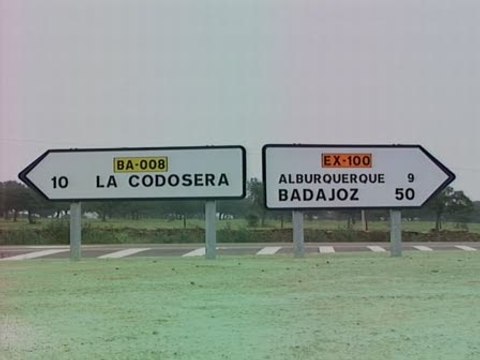 BA-008
10 LA CODOSERA
EX-100
ALBURQUERQUE 9
BADAJOZ 50